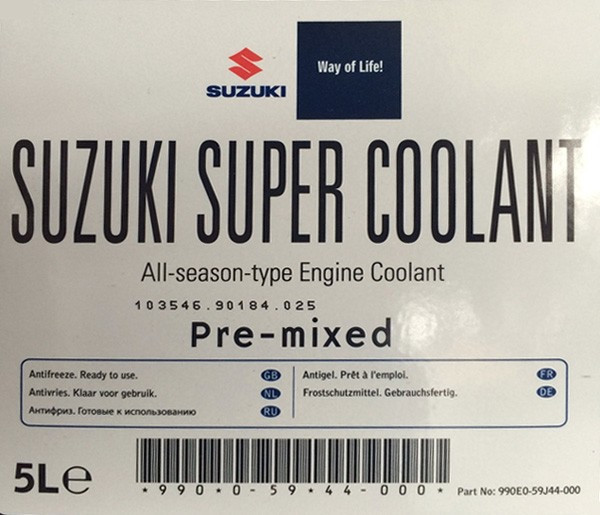 SUZUKI
Way of Life!
SUZUKI SUPER COOLANT
All-season-type Engine Coolant
103546.90184.025
Pre-mixed
Antifreeze. Ready to use. GB
Antivries. Klaar voor gebruik. NL
Антифриз. Готовые к использованию RU
Antigel. Prêt à l'emploi. FR
Frostschutzmittel. Gebrauchsfertig. DE
5L℮
*990*0-59*44-000*
Part No: 990E0-59J44-000